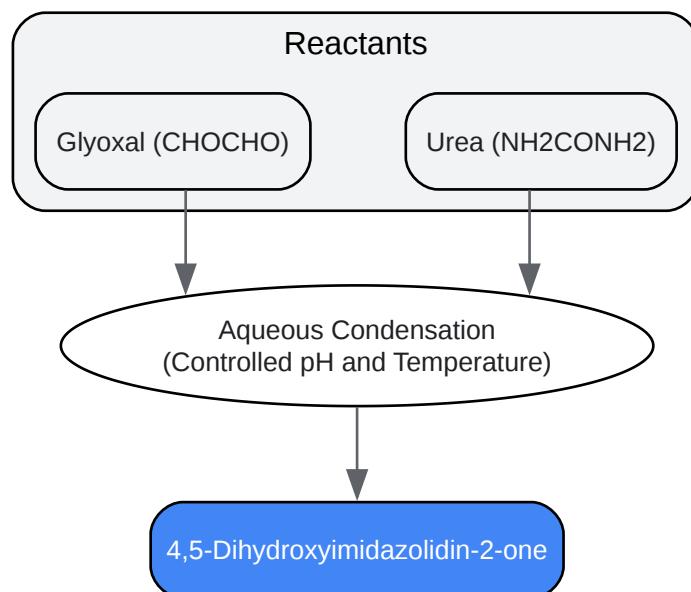 Reactants
Glyoxal (CHOCHO)
Urea (NH2CONH2)
Aqueous Condensation
(Controlled pH and Temperature)
4,5-Dihydroxyimidazolidin-2-one